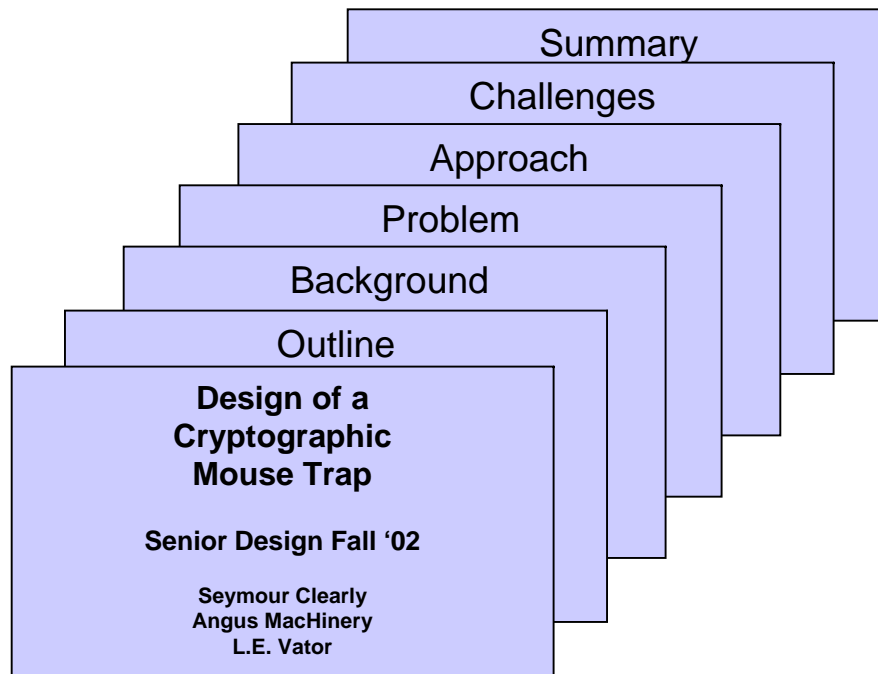 Summary
Challenges
Approach
Problem
Background
Outline
Design of a
Cryptographic
Mouse Trap
Senior Design Fall ‘02
Seymour Clearly
Angus MacHinery
L.E. Vator